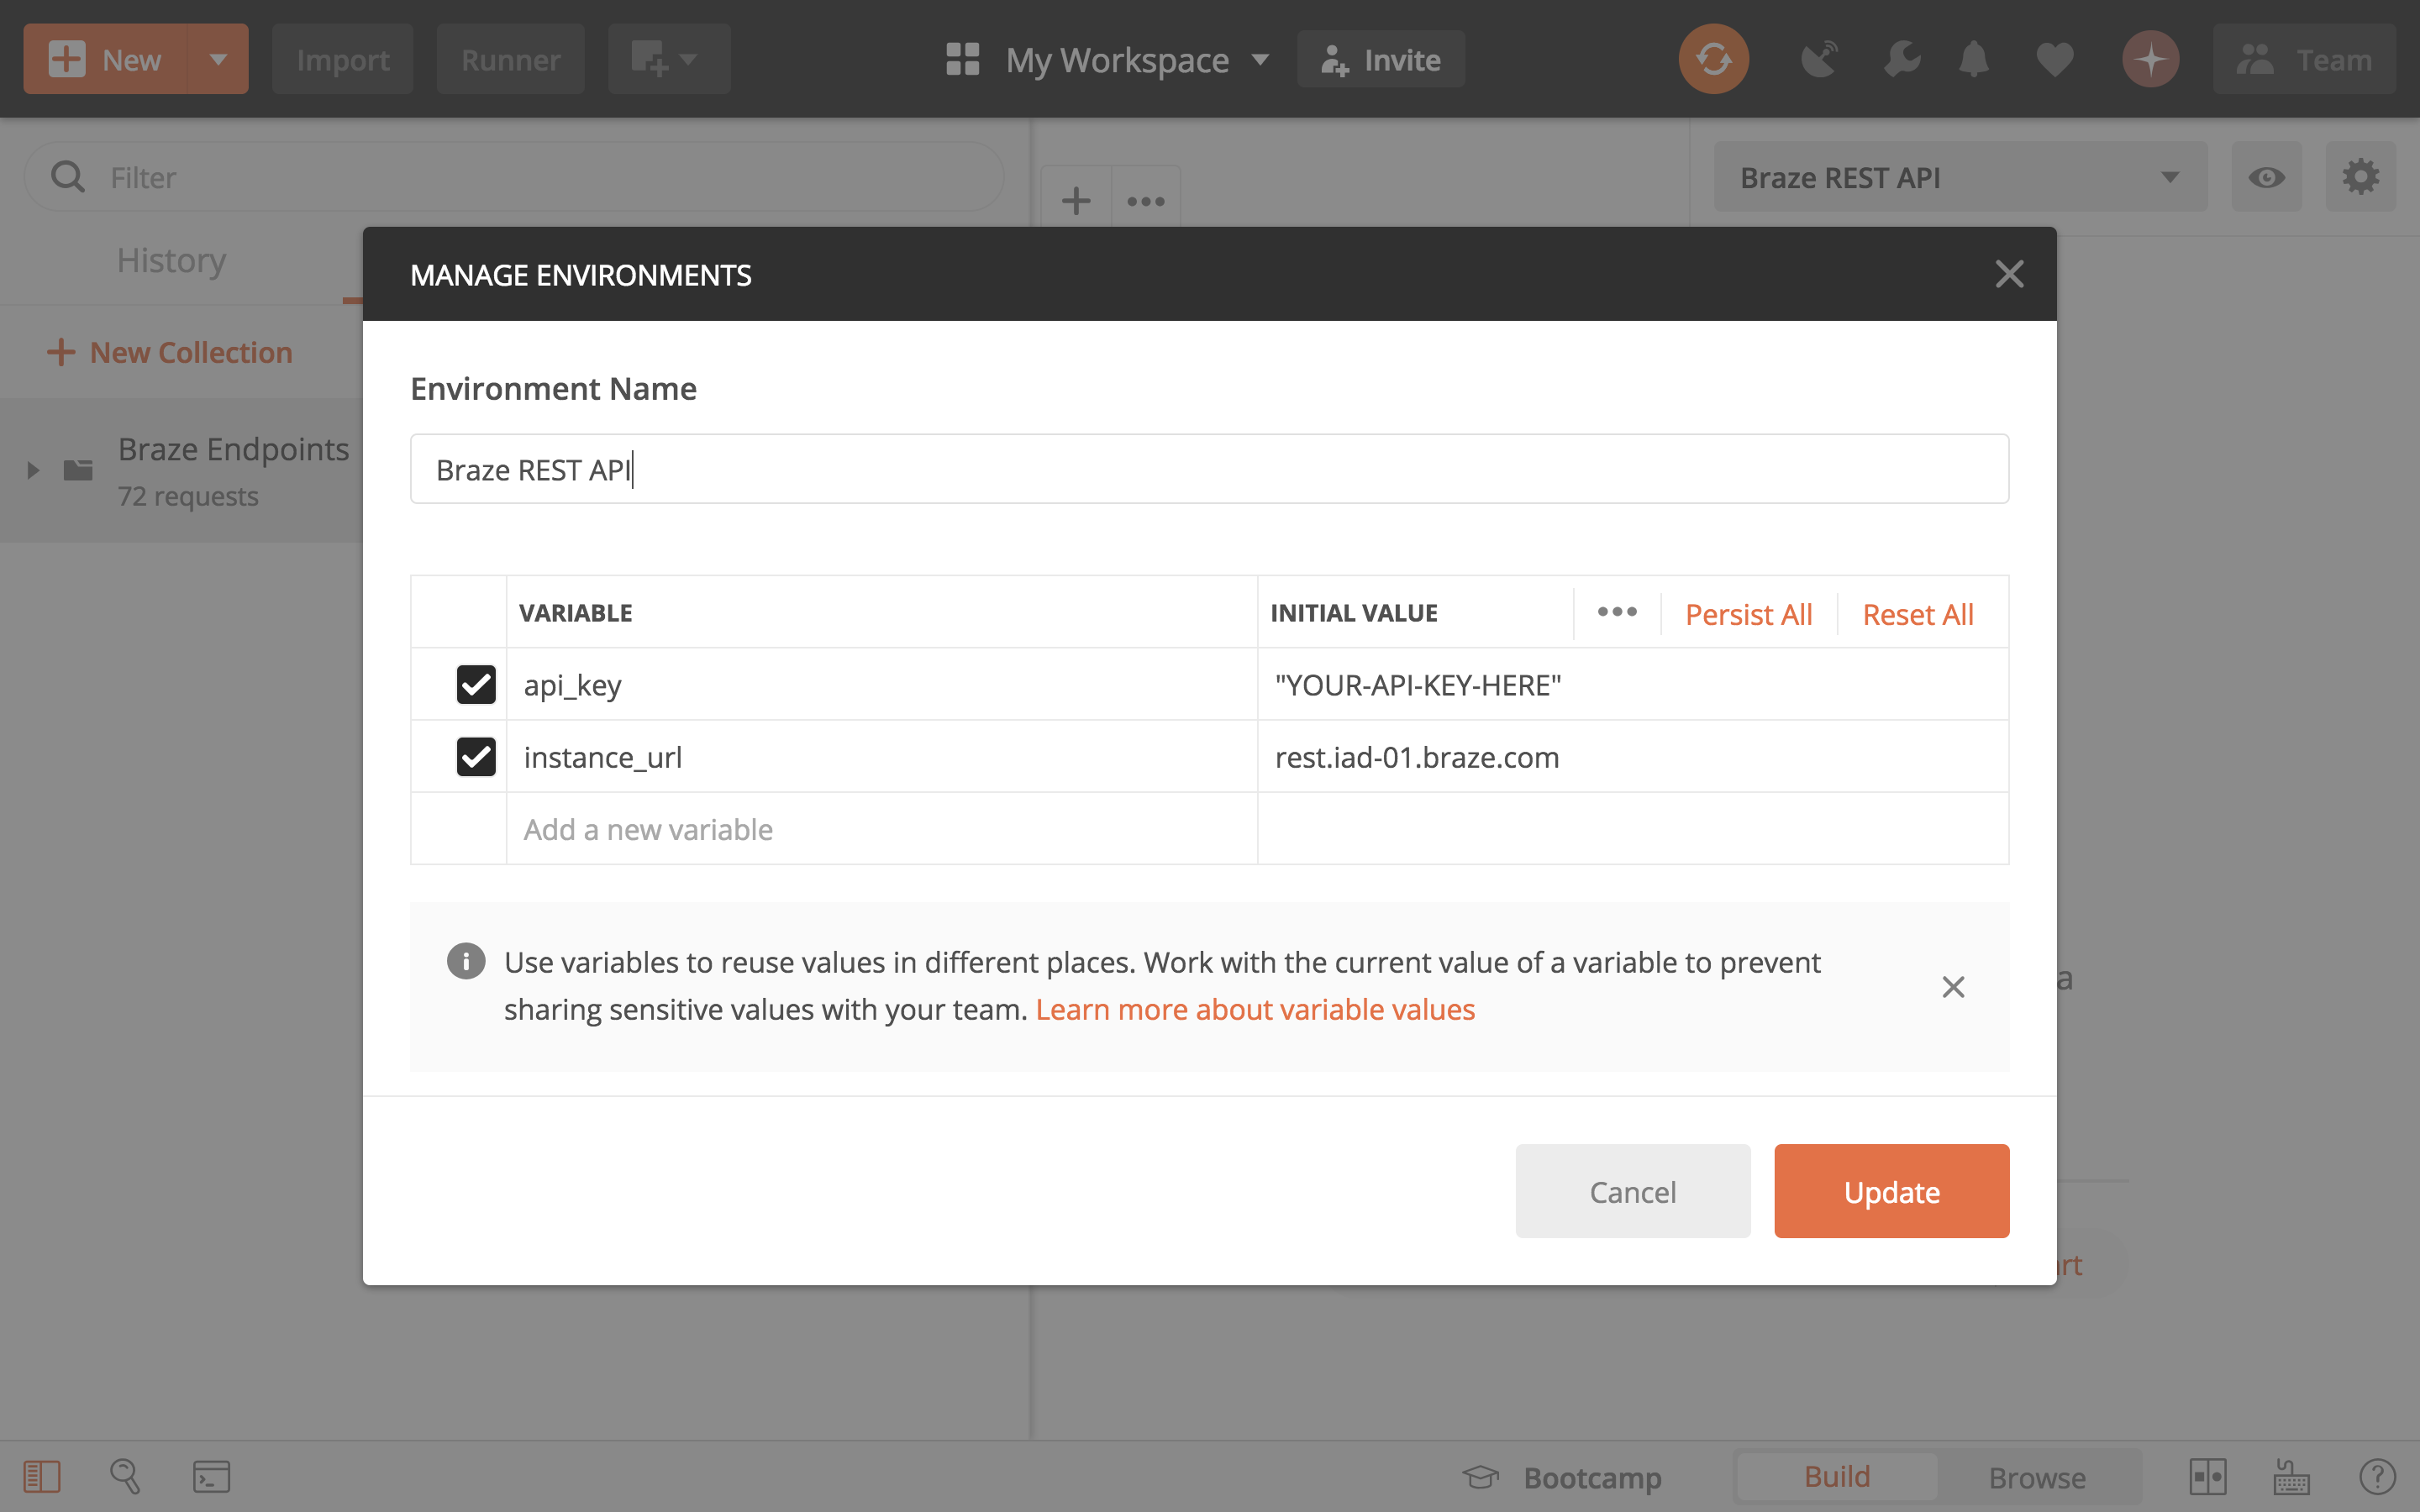 New
Import
Runner
My Workspace
Invite
Team
Filter
Braze REST API
History
MANAGE ENVIRONMENTS
New Collection
Environment Name
Braze Endpoints
72 requests
Braze REST API
VARIABLE
INITIAL VALUE
Persist All
Reset All
api_key
"YOUR-API-KEY-HERE"
instance_url
rest.iad-01.braze.com
Add a new variable
Use variables to reuse values in different places. Work with the current value of a variable to prevent
sharing sensitive values with your team. Learn more about variable values
Cancel
Update
Bootcamp
Build
Browse